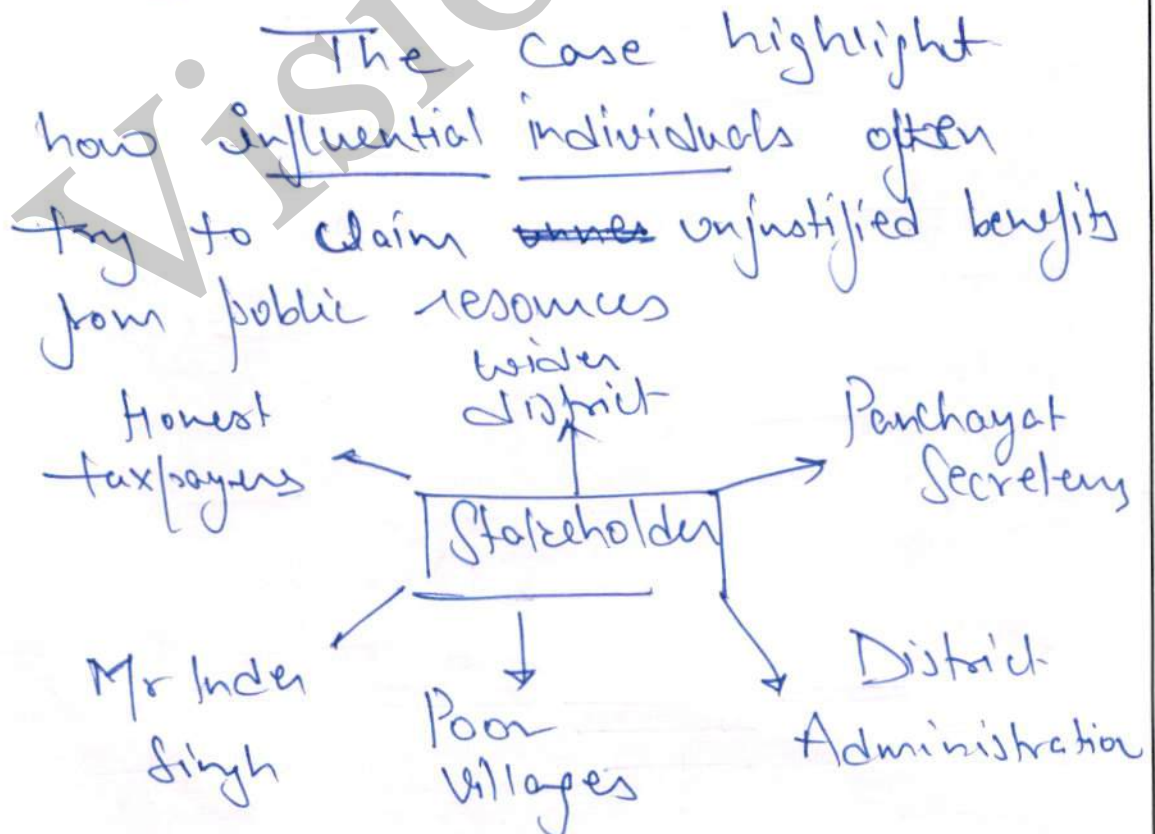 The case highlight
how influential individuals often
try to claim unjustified benefits
from public resources
wider
district
Honest
taxpayers
Panchayat
Secretary
Stakeholder
Mr Inder
Singh
Poor
villages
District
Administration
Visio